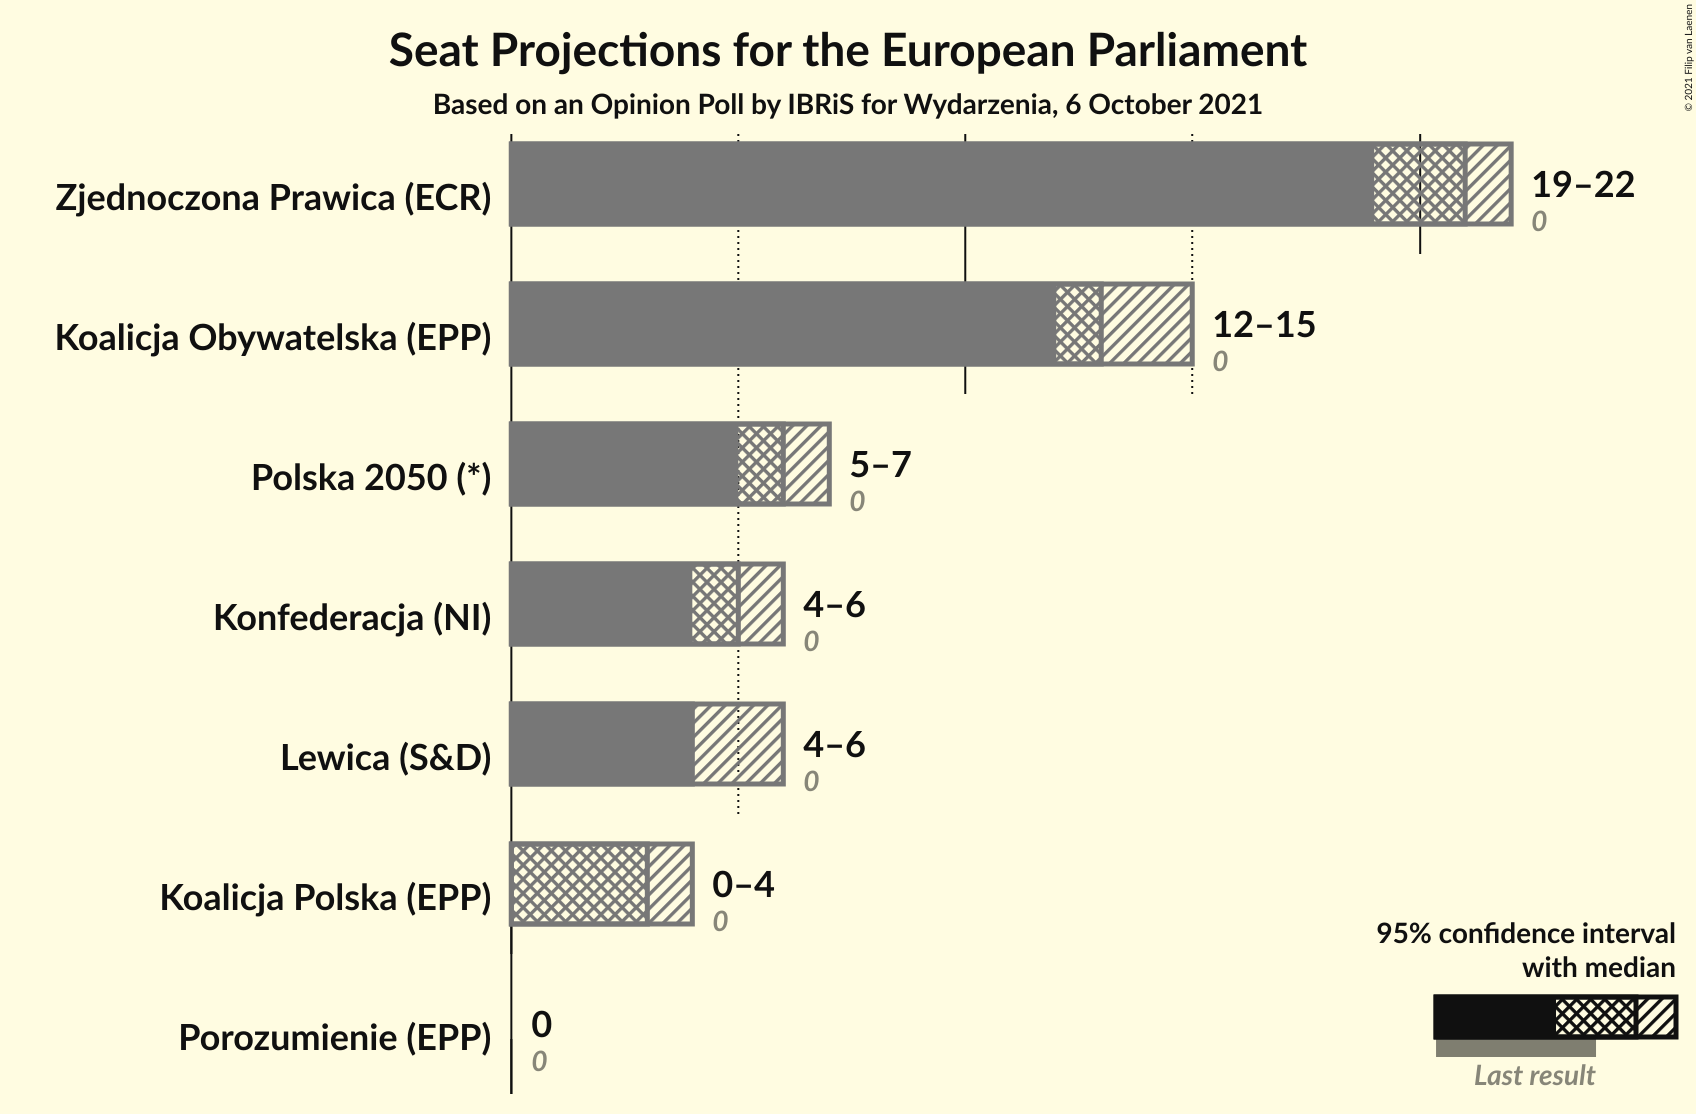 Seat Projections for the European Parliament
Based on an Opinion Poll by IBRiS for Wydarzenia, 6 October 2021
© 2021 Filip van Laenen
Zjednoczona Prawica (ECR)
19–22
0
Koalicja Obywatelska (EPP)
12–15
0
Polska 2050 (*)
5–7
0
Konfederacja (NI)
4–6
0
Lewica (S&D)
4–6
0
Koalicja Polska (EPP)
0–4
0
Porozumienie (EPP)
0
0
95% confidence interval
with median
Last result